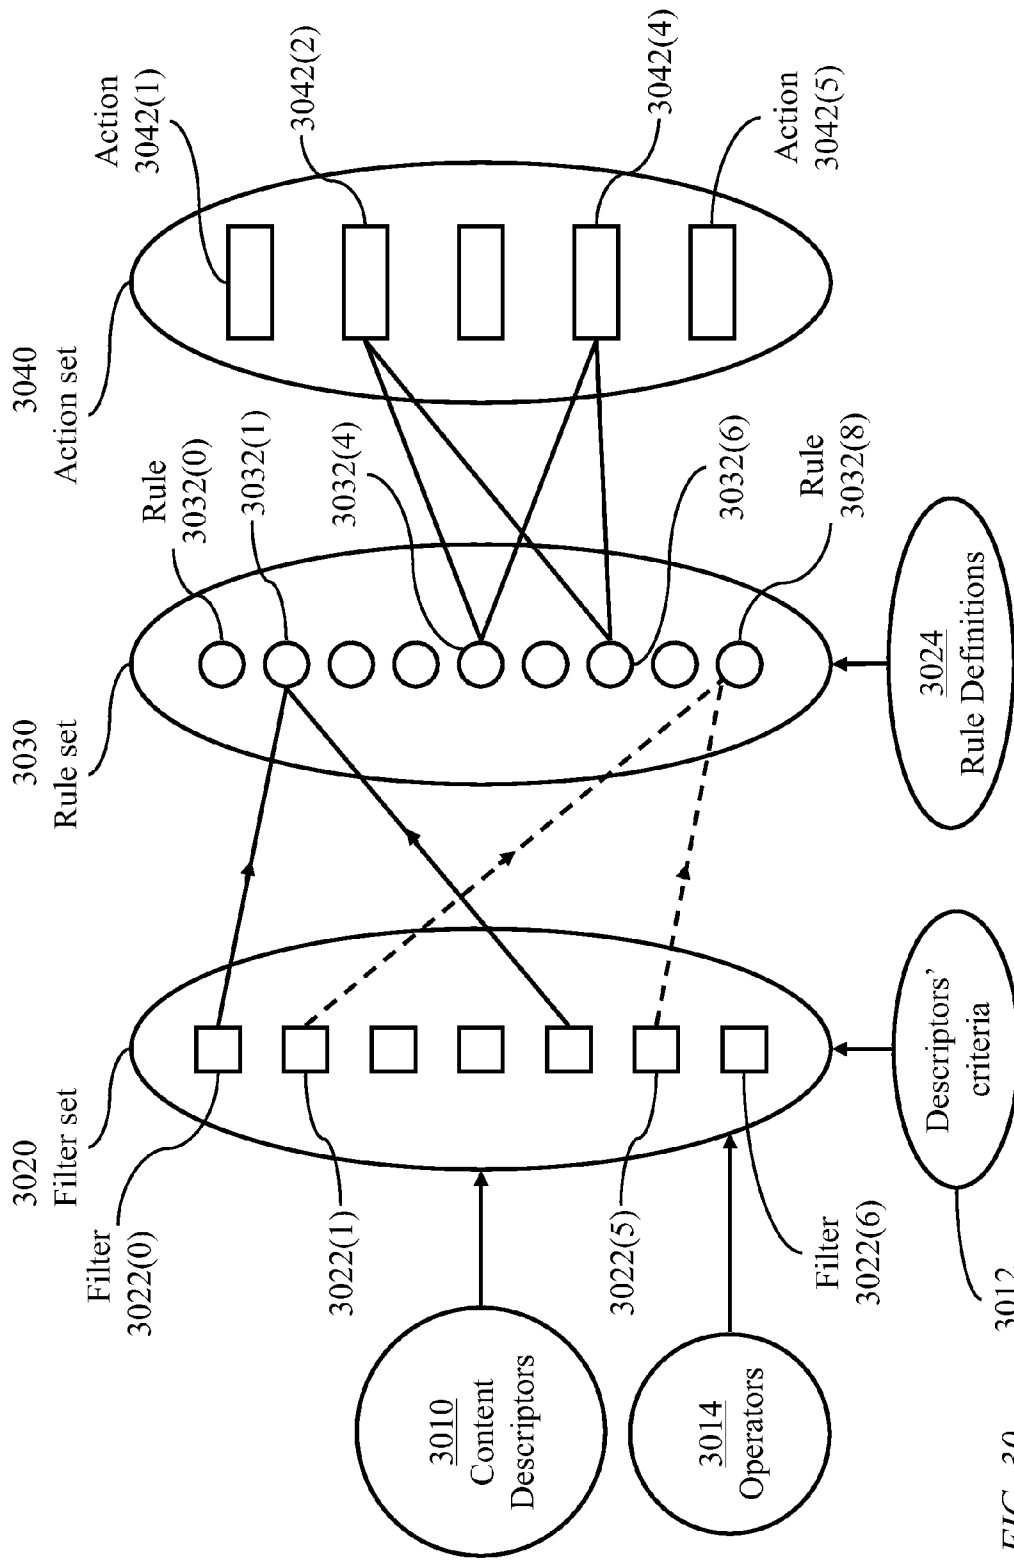 3010
Content
Descriptors
3014
Operators
3020
Filter set
Filter
3022(0)
3022(1)
3022(5)
Filter
3022(6)
Descriptors’
criteria
3012
3030
Rule set
Rule
3032(0)
3032(1)
3032(4)
3032(6)
Rule
3032(8)
3024
Rule Definitions
3040
Action set
Action
3042(1)
3042(2)
3042(4)
Action
3042(5)
FIG. 30